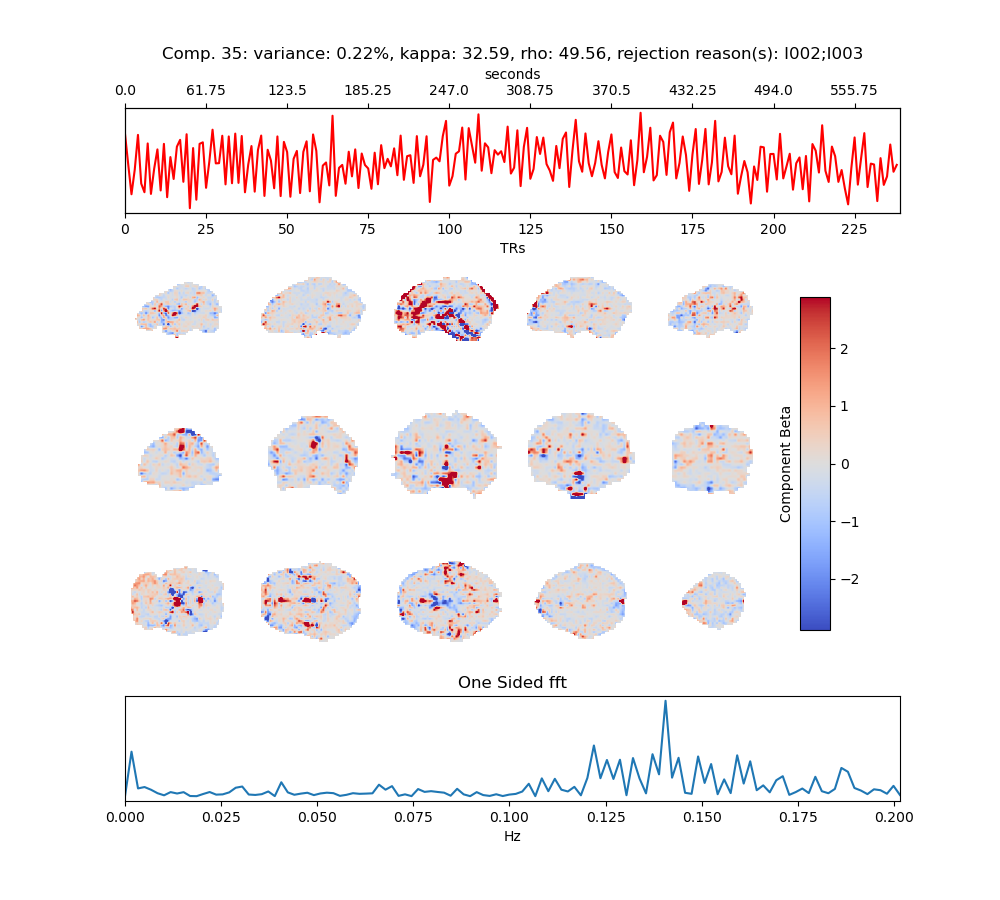 Comp. 35: variance: 0.22%, kappa: 32.59, rho: 49.56, rejection reason(s): I002;I003
seconds
0.0 61.75 123.5 185.25 247.0 308.75 370.5 432.25 494.0 555.75
0 25 50 75 100 125 150 175 200 225
TRs
2
1
0
−1
−2
Component Beta
One Sided fft
0.000 0.025 0.050 0.075 0.100 0.125 0.150 0.175 0.200
Hz